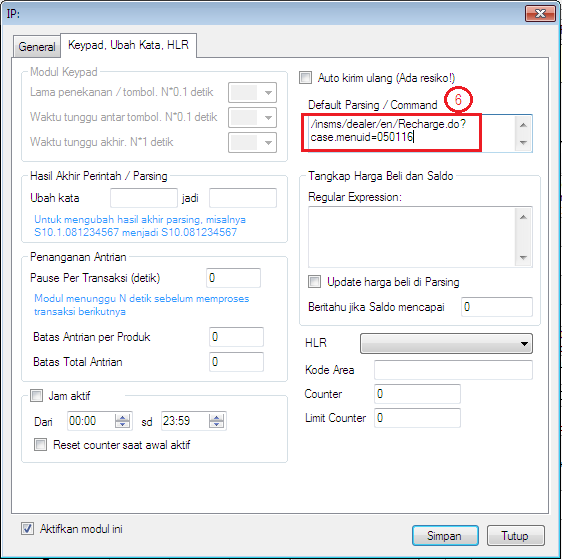 IP:
General
Keypad, Ubah Kata, HLR
Modul Keypad
Lama penekanan / tombol. N*0.1 detik
Waktu tunggu antar tombol. N*0.1 detik
Waktu tunggu akhir. N*1 detik
Hasil Akhir Perintah / Parsing
Ubah kata
jadi
Untuk mengubah hasil akhir parsing, misalnya
S10.1.081234567 menjadi S10.081234567
Penanganan Antrian
Pause Per Transaksi (detik)
0
Modul menunggu N detik sebelum memproses
transaksi berikutnya
Batas Antrian per Produk
0
Batas Total Antrian
0
Jam aktif
Dari
00:00
sd
23:59
Reset counter saat awal aktif
Auto kirim ulang (Ada resiko!)
Default Parsing / Command
6
/insms/dealer/en/Recharge.do?
case.menuid=050116
Tangkap Harga Beli dan Saldo
Regular Expression:
Update harga beli di Parsing
Beritahu jika Saldo mencapai
0
HLR
Kode Area
Counter
0
Limit Counter
0
Aktifkan modul ini
Simpan
Tutup